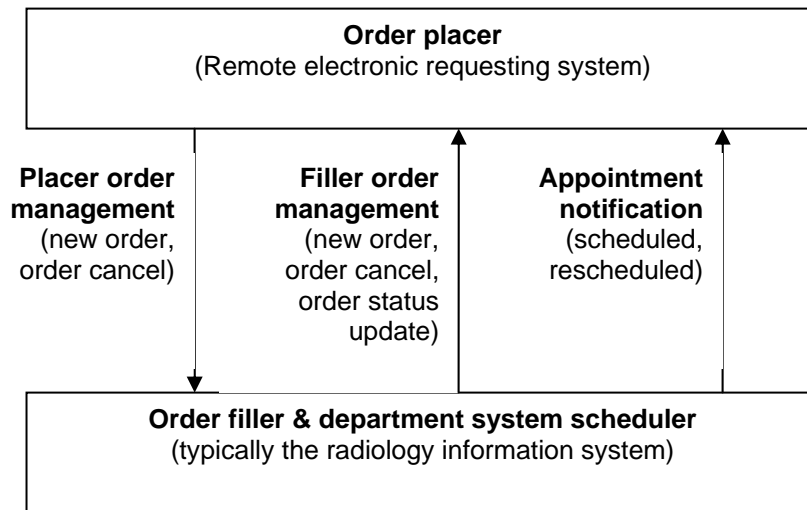 Order placer
(Remote electronic requesting system)
Placer order
management
(new order,
order cancel)
Filler order
management
(new order,
order cancel,
order status
update)
Appointment
notification
(scheduled,
rescheduled)
Order filler & department system scheduler
(typically the radiology information system)